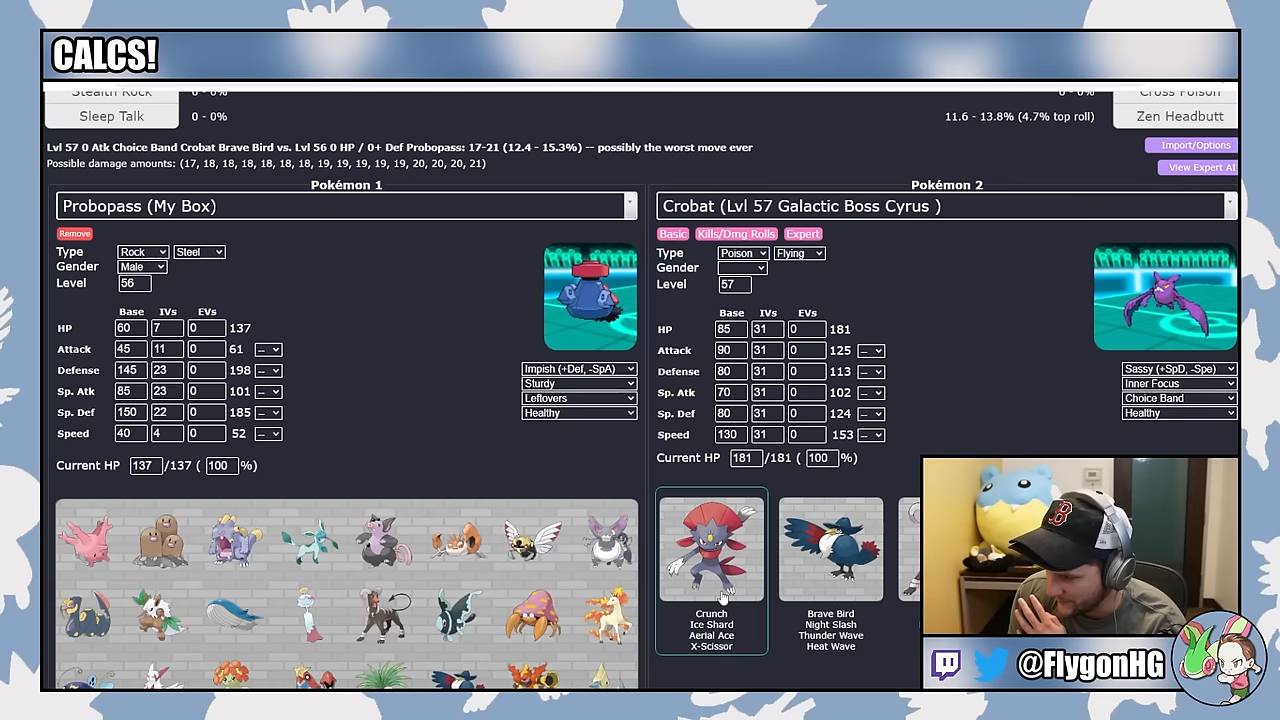 CALCS!
Stealth Rock 0 - 0% 0 - 0% Cross Poison
Sleep Talk 0 - 0% 11.6 - 13.8% (4.7% top roll) Zen Headbutt
Lvl 57 0 Atk Choice Band Crobat Brave Bird vs. Lvl 56 0 HP / 0+ Def Probopass: 17-21 (12.4 - 15.3%) -- possibly the worst move ever
Import/Options
Possible damage amounts: (17, 18, 18, 18, 18, 18, 18, 19, 19, 19, 19, 19, 20, 20, 20, 21)
View Expert AI
Pokémon 1
Probopass (My Box)
Remove
Type Rock Steel
Gender Male
Level 56
Base IVs EVs
HP 60 7 0 137
Attack 45 11 0 61 --
Defense 145 23 0 198 --
Sp. Atk 85 23 0 101 --
Sp. Def 150 22 0 185 --
Speed 40 4 0 52 --
Impish (+Def, -SpA)
Sturdy
Leftovers
Healthy
Current HP 137 /137 ( 100 %)
Pokémon 2
Crobat (Lvl 57 Galactic Boss Cyrus )
Basic Kills/Dmg Rolls Expert
Type Poison Flying
Gender
Level 57
Base IVs EVs
HP 85 31 0 181
Attack 90 31 0 125 --
Defense 80 31 0 113 --
Sp. Atk 70 31 0 102 --
Sp. Def 80 31 0 124 --
Speed 130 31 0 153 --
Sassy (+SpD, -Spe)
Inner Focus
Choice Band
Healthy
Current HP 181 /181 ( 100 %)
Crunch
Ice Shard
Aerial Ace
X-Scissor
Brave Bird
Night Slash
Thunder Wave
Heat Wave
@FlygonHG